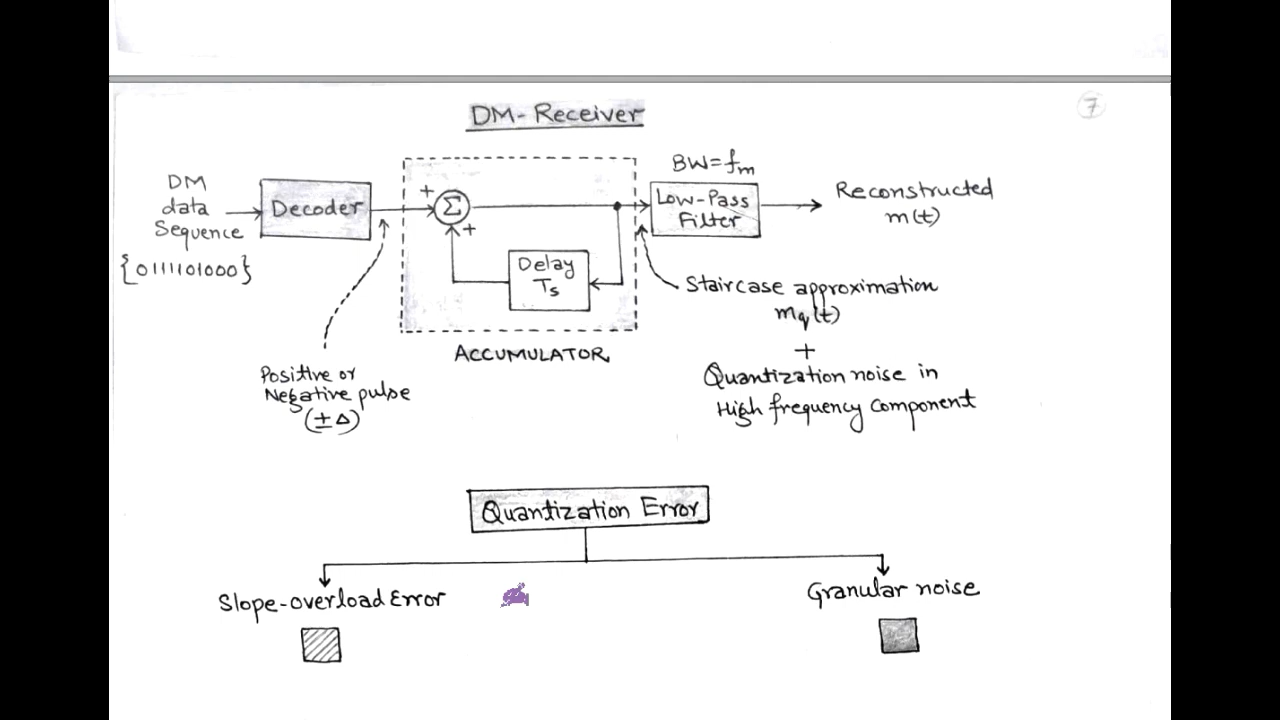 7
DM-Receiver
DM
data
Sequence
{0111101000}
Decoder
+
Σ
+
Delay
Ts
ACCUMULATOR
BW=fm
Low-Pass
Filter
Reconstructed
m(t)
Positive or
Negative pulse
(±Δ)
Staircase approximation
mq(t)
+
Quantization noise in
High frequency component
Quantization Error
Slope-overload Error
Granular noise